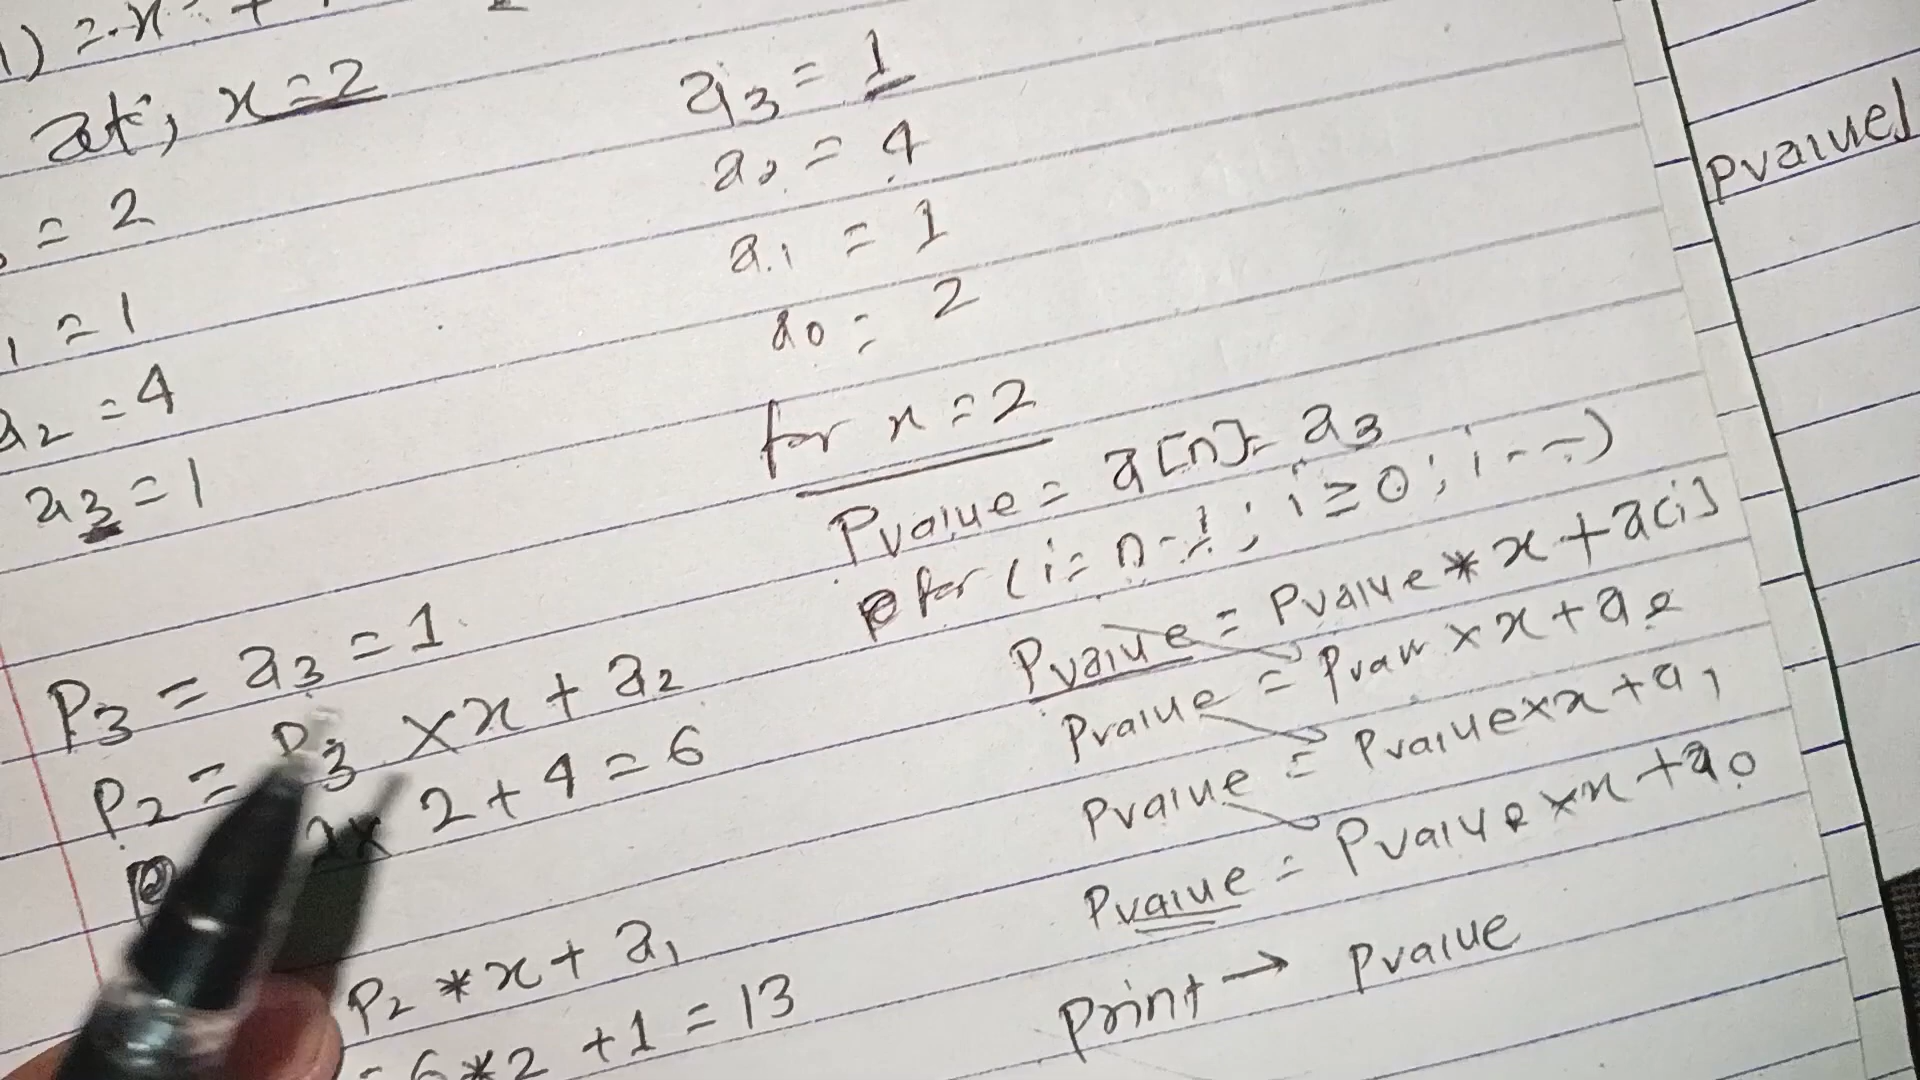 at, x=2
= 2
1 = 1
a2 = 4
a3 = 1
P3 = a3 = 1
P2 = P3 × x + a2
2 + 4 = 6
P2 * x + a1
= 6*2 + 1 = 13
a3 = 1
a2 = 4
a1 = 1
a0 = 2
for x = 2
Pvalue = a[n] = a3
for (i = n-1; i ≥ 0; i--)
Pvalue = Pvalue * x + a[i]
Pvalue = × x + a2
Pvalue = Pvalue × x + a1
Pvalue = Pvalue × x + a0
Print → Pvalue
Pvalue